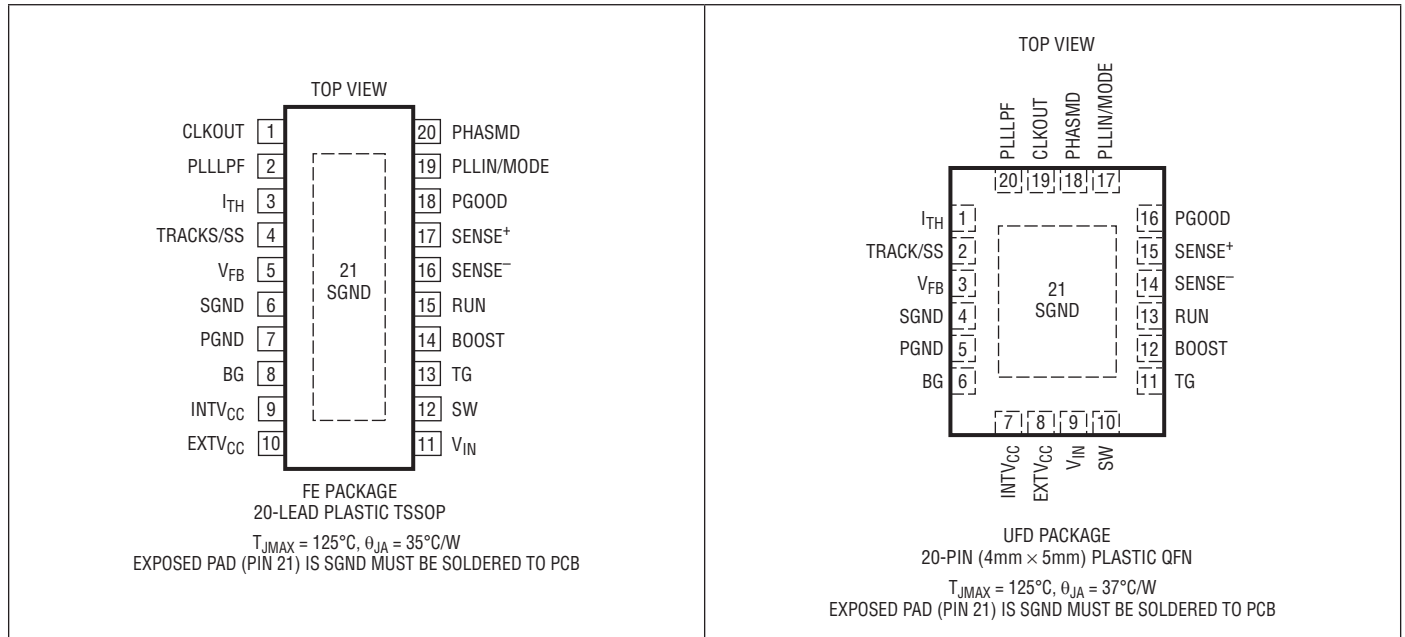 TOP VIEW
CLKOUT 1
PLLLPF 2
ITH 3
TRACKS/SS 4
VFB 5
SGND 6
PGND 7
BG 8
INTVCC 9
EXTVCC 10
20 PHASMD
19 PLLIN/MODE
18 PGOOD
17 SENSE+
16 SENSE–
15 RUN
14 BOOST
13 TG
12 SW
11 VIN
21
SGND
FE PACKAGE
20-LEAD PLASTIC TSSOP
TJMAX = 125°C, θJA = 35°C/W
EXPOSED PAD (PIN 21) IS SGND MUST BE SOLDERED TO PCB
TOP VIEW
PLLLPF
CLKOUT
PHASMD
PLLIN/MODE
20 19 18 17
ITH 1
TRACK/SS 2
VFB 3
SGND 4
PGND 5
BG 6
16 PGOOD
15 SENSE+
14 SENSE–
13 RUN
12 BOOST
11 TG
21
SGND
7 8 9 10
INTVCC
EXTVCC
VIN
SW
UFD PACKAGE
20-PIN (4mm × 5mm) PLASTIC QFN
TJMAX = 125°C, θJA = 37°C/W
EXPOSED PAD (PIN 21) IS SGND MUST BE SOLDERED TO PCB